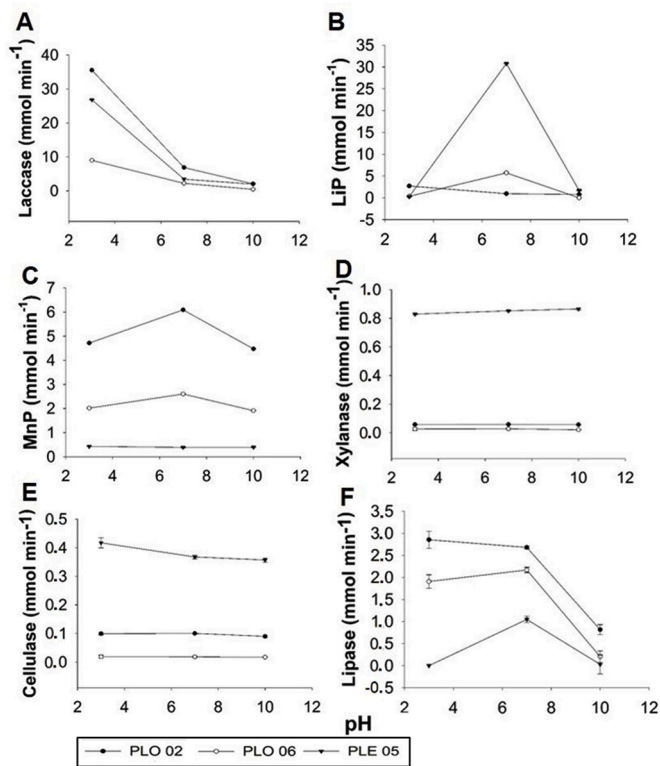 A
Laccase (mmol min⁻¹)
40
30
20
10
0
2 4 6 8 10 12
B
LiP (mmol min⁻¹)
35
30
25
20
15
10
5
0
-5
2 4 6 8 10 12
C
MnP (mmol min⁻¹)
7
6
5
4
3
2
1
0
2 4 6 8 10 12
D
Xylanase (mmol min⁻¹)
1.0
0.8
0.6
0.4
0.2
0.0
2 4 6 8 10 12
E
Cellulase (mmol min⁻¹)
0.5
0.4
0.3
0.2
0.1
0.0
2 4 6 8 10 12
F
Lipase (mmol min⁻¹)
3.5
3.0
2.5
2.0
1.5
1.0
0.5
0.0
-0.5
2 4 6 8 10 12
pH
PLO 02 PLO 06 PLE 05